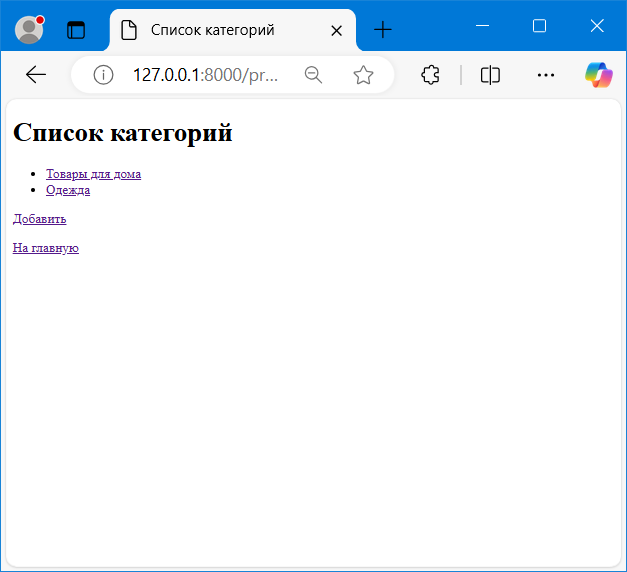 Список категорий
127.0.0.1:8000/pr...
Список категорий
Товары для дома
Одежда
Добавить
На главную